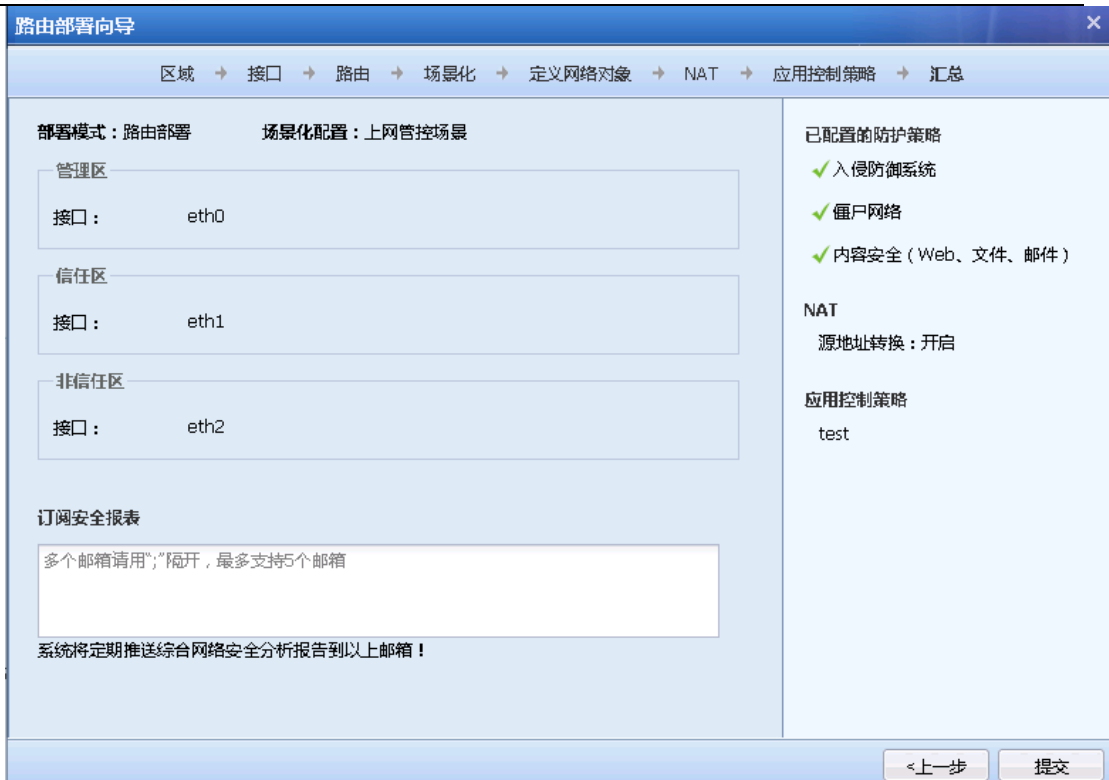 路由部署向导
区域 → 接口 → 路由 → 场景化 → 定义网络对象 → NAT → 应用控制策略 → 汇总
部署模式：路由部署 场景化配置：上网管控场景
管理区
接口： eth0
信任区
接口： eth1
非信任区
接口： eth2
订阅安全报表
多个邮箱请用“;”隔开，最多支持5个邮箱
系统将定期推送综合网络安全分析报告到以上邮箱！
已配置的防护策略
入侵防御系统
僵尸网络
内容安全（Web、文件、邮件）
NAT
源地址转换：开启
应用控制策略
test
<上一步 提交